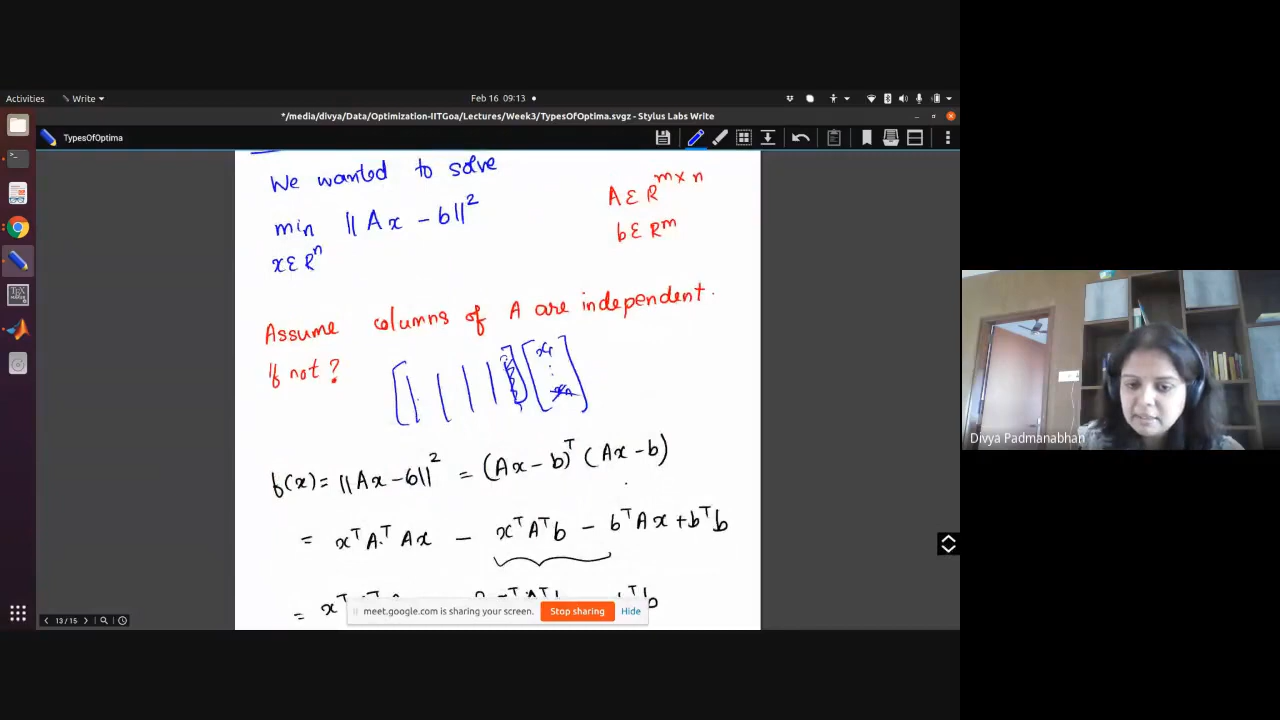 Activities Write Feb 16 09:13
*/media/divya/Data/Optimization-IITGoa/Lectures/Week3/TypesOfOptima.svgz - Stylus Labs Write
TypesOfOptima
We wanted to solve
min ‖Ax - b‖²
x∈Rⁿ
A ∈ R^{m×n}
b ∈ R^m
Assume columns of A are independent.
If not?
x₁
⋮
f(x) = ‖Ax - b‖² = (Ax - b)ᵀ (Ax - b)
= xᵀAᵀAx - xᵀAᵀb - bᵀAx + bᵀb
= xᵀ
meet.google.com is sharing your screen. Stop sharing Hide
13/15
Divya Padmanabhan